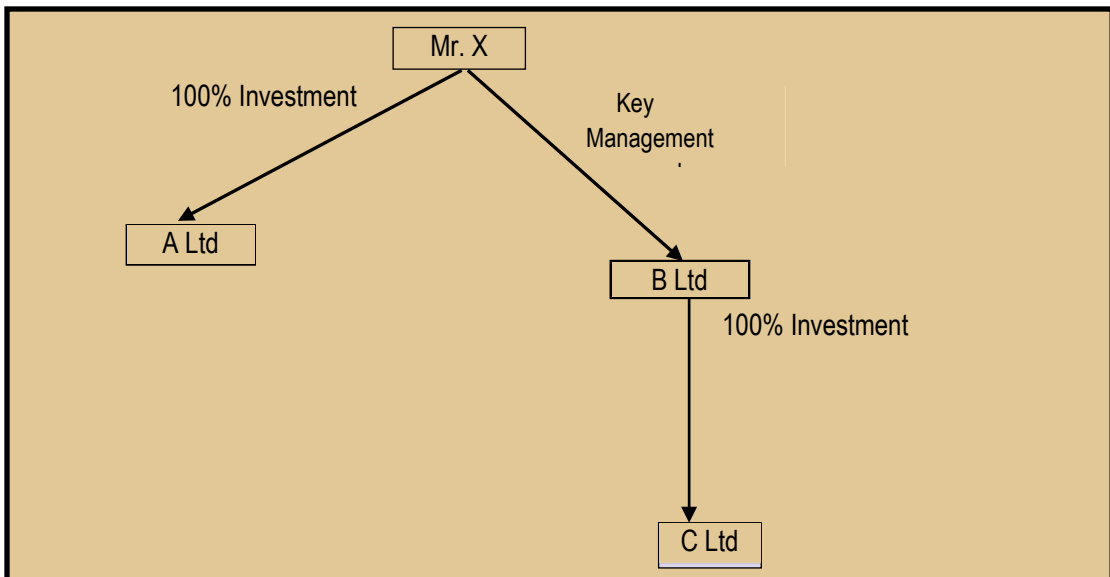 Mr. X
100% Investment
Key
Management
A Ltd
B Ltd
100% Investment
C Ltd